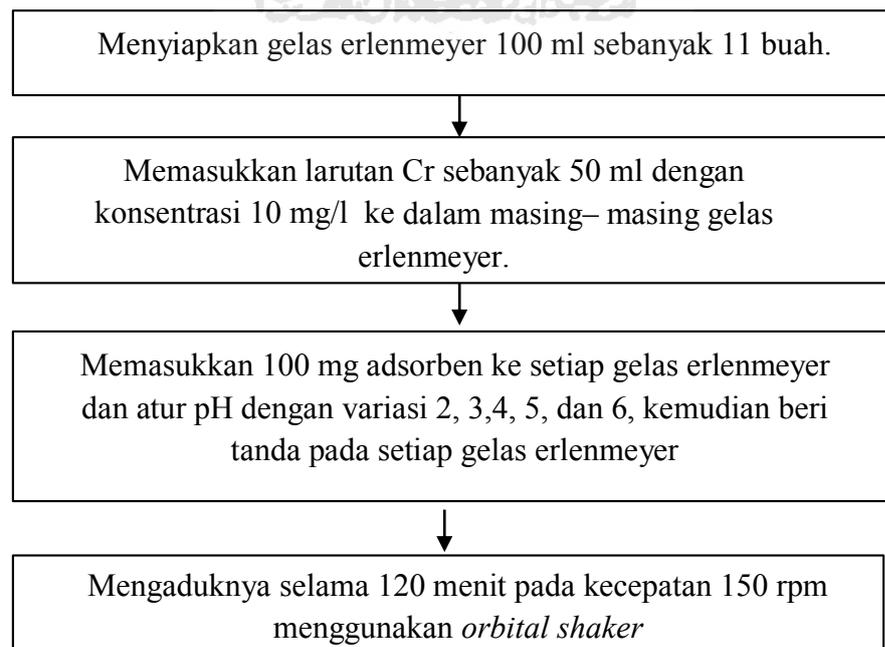 Menyiapkan gelas erlenmeyer 100 ml sebanyak 11 buah.
Memasukkan larutan Cr sebanyak 50 ml dengan
konsentrasi 10 mg/l ke dalam masing– masing gelas
erlenmeyer.
Memasukkan 100 mg adsorben ke setiap gelas erlenmeyer
dan atur pH dengan variasi 2, 3,4, 5, dan 6, kemudian beri
tanda pada setiap gelas erlenmeyer
Mengaduknya selama 120 menit pada kecepatan 150 rpm
menggunakan orbital shaker